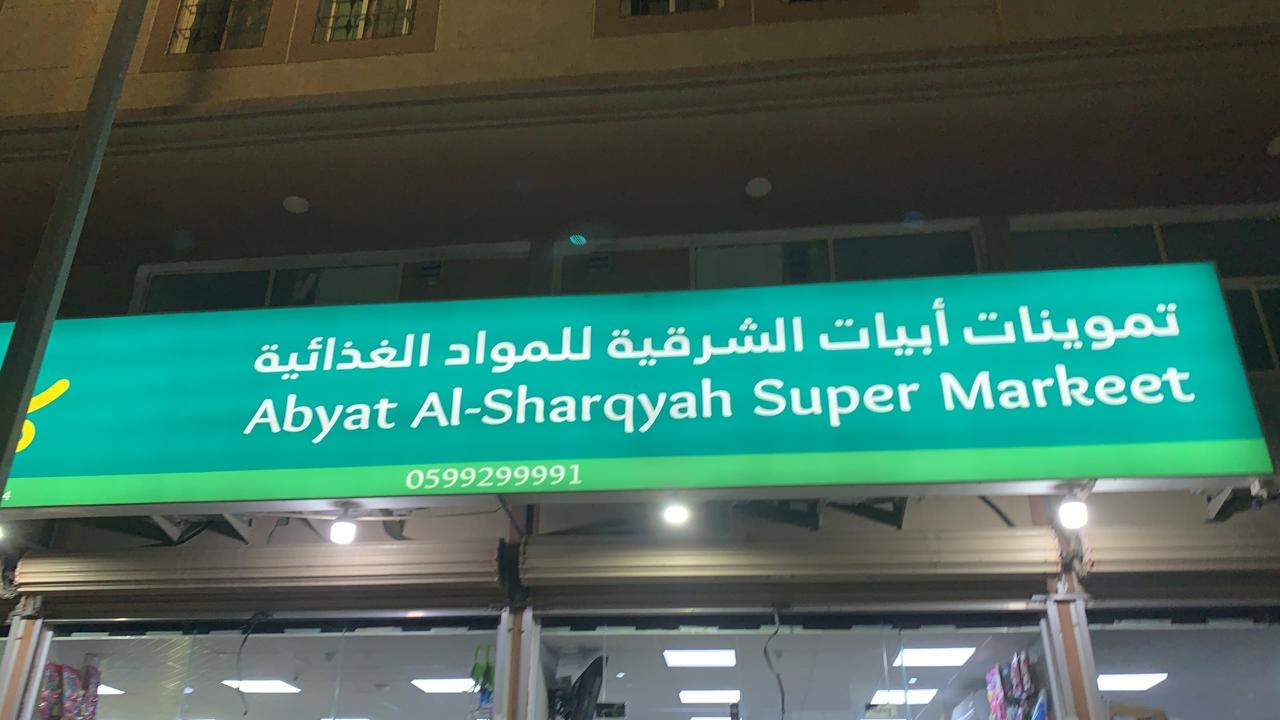 تموينات أبيات الشرقية للمواد الغذائية
Abyat Al-Sharqyah Super Markeet
0599299991